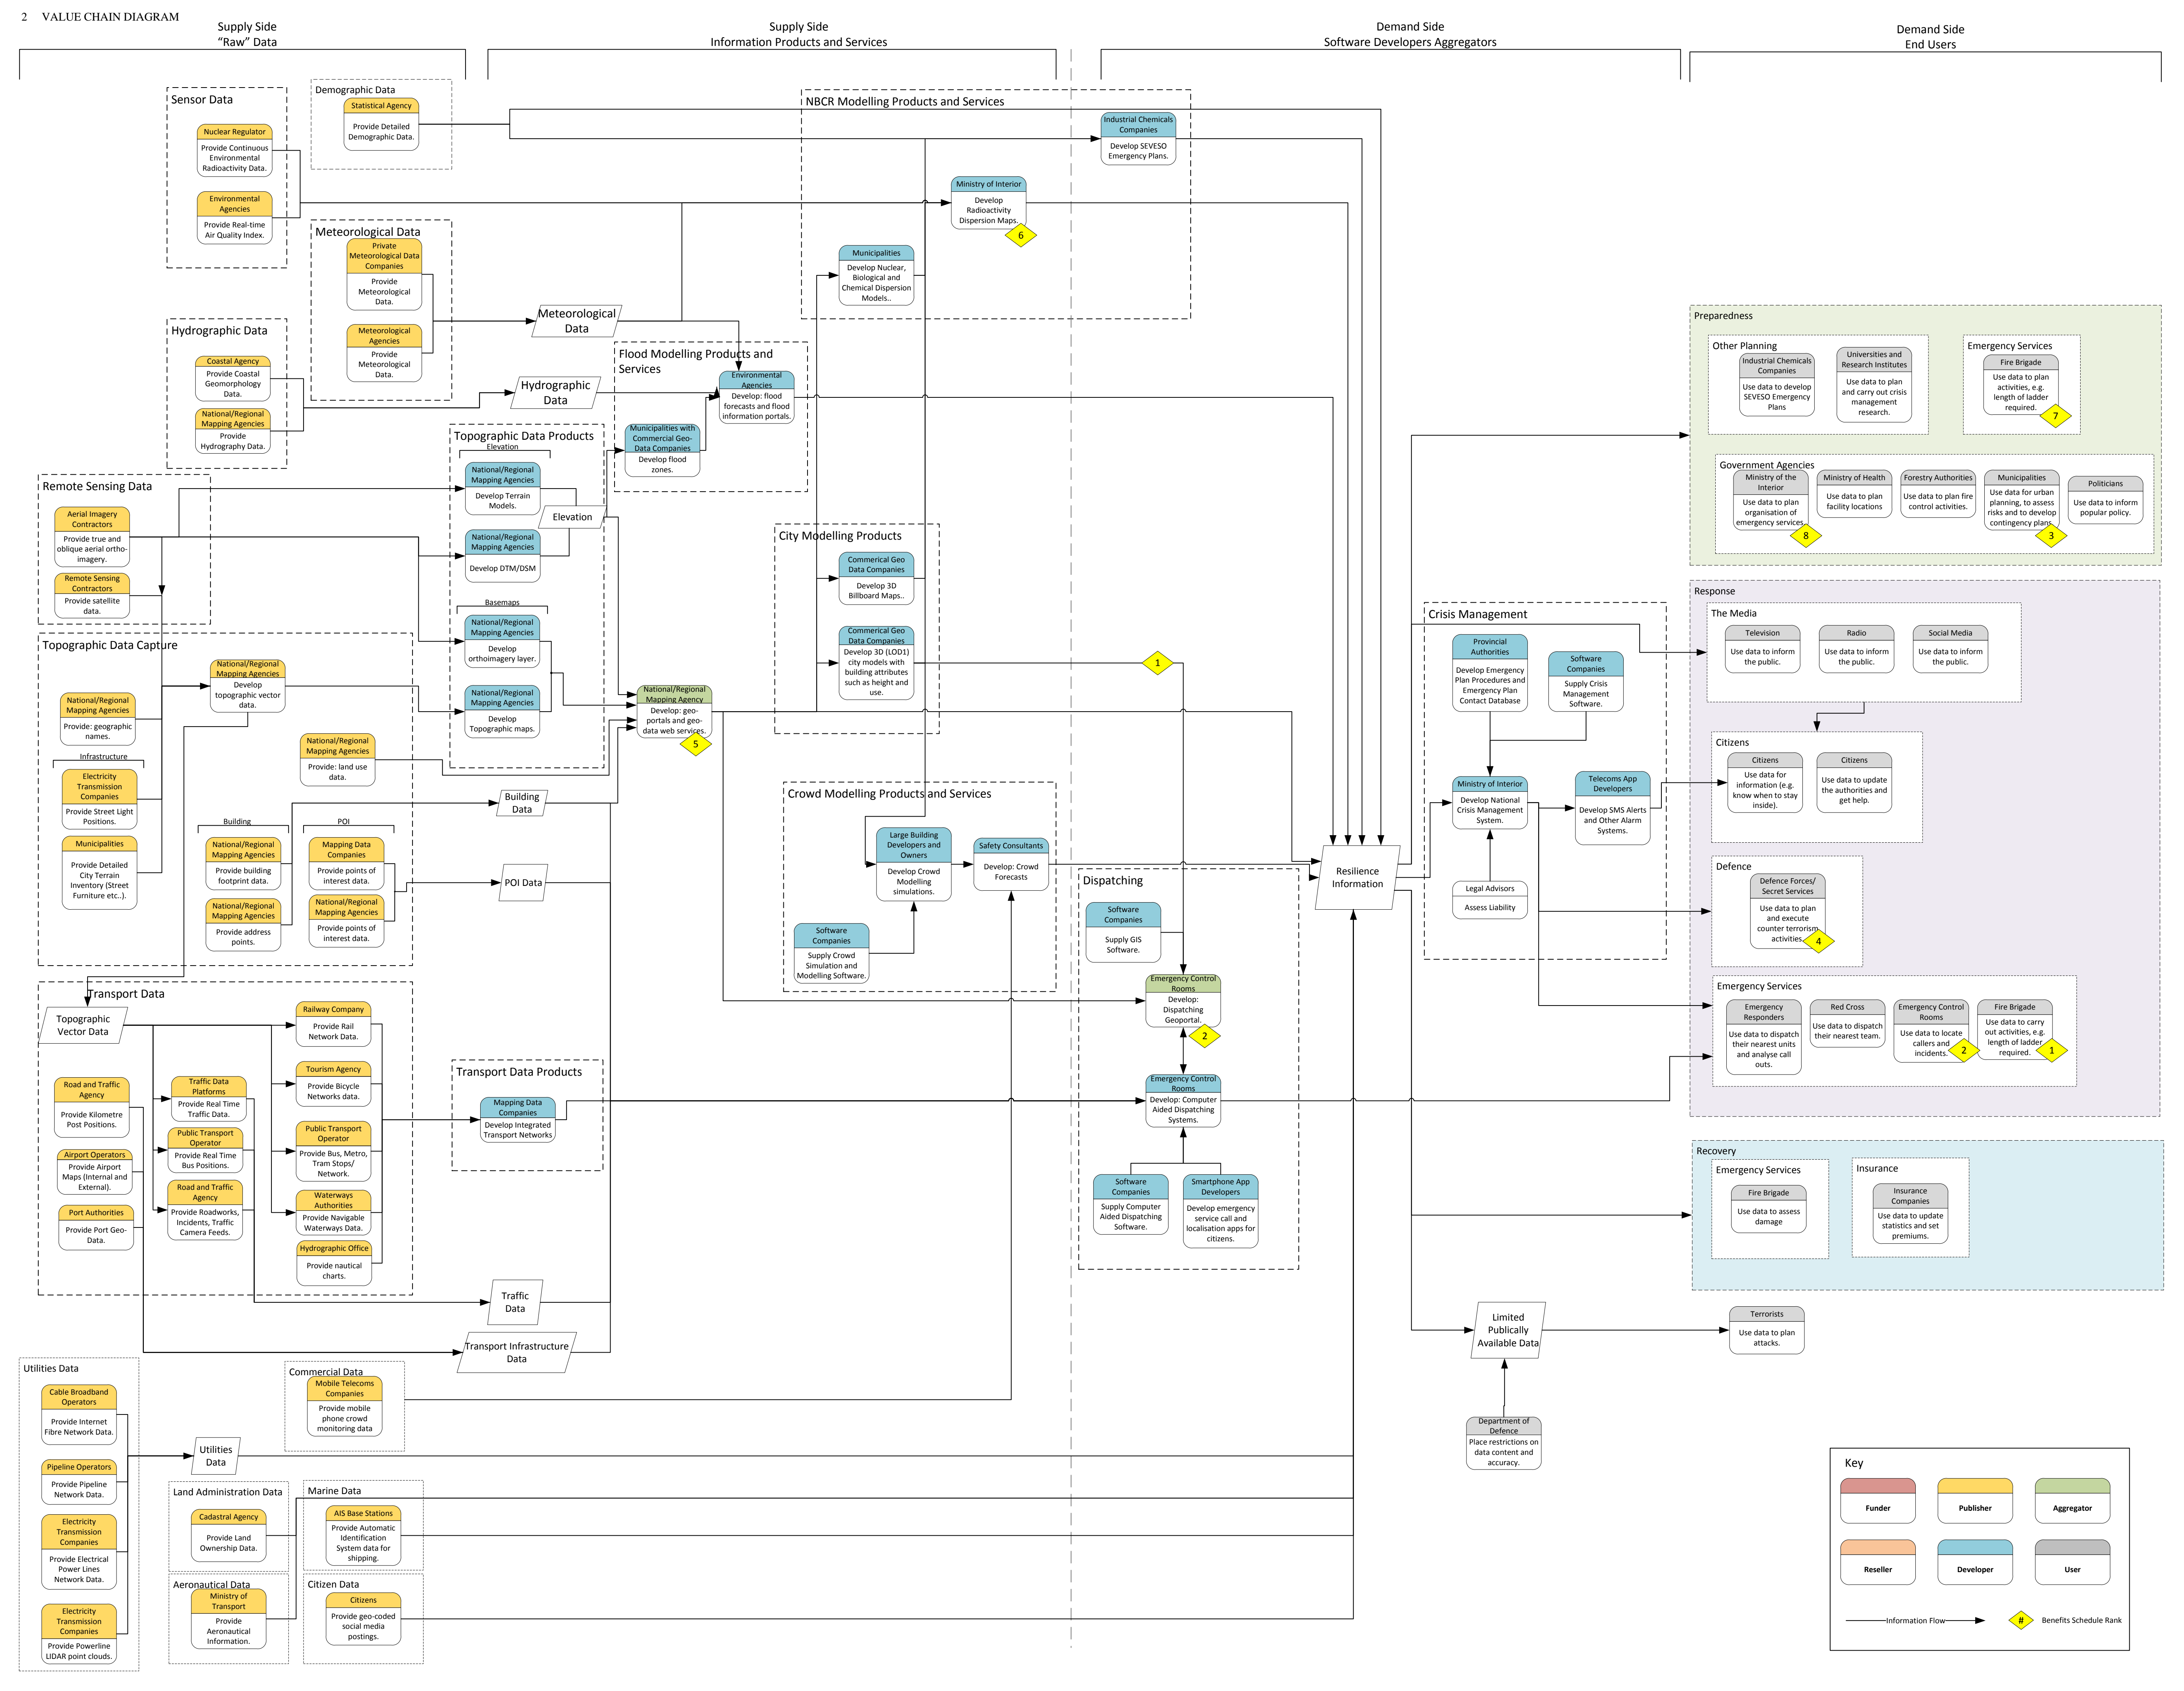 2 VALUE CHAIN DIAGRAM
Supply Side
“Raw” Data
Supply Side
Information Products and Services
Demand Side
Software Developers Aggregators
Demand Side
End Users
Sensor Data
Nuclear Regulator
Provide Continuous
Environmental
Radioactivity Data.
Environmental
Agencies
Provide Real-time
Air Quality Index.
Demographic Data
Statistical Agency
Provide Detailed
Demographic Data.
Meteorological Data
Private
Meteorological Data
Companies
Provide
Meteorological
Data.
Meteorological
Agencies
Provide
Meteorological
Data.
Hydrographic Data
Coastal Agency
Provide Coastal
Geomorphology
Data.
National/Regional
Mapping Agencies
Provide
Hydrography Data.
Remote Sensing Data
Aerial Imagery
Contractors
Provide true and
oblique aerial ortho-
imagery.
Remote Sensing
Contractors
Provide satellite
data.
Topographic Data Capture
National/Regional
Mapping Agencies
Develop
topographic vector
data.
National/Regional
Mapping Agencies
Provide: geographic
names.
Infrastructure
Electricity
Transmission
Companies
Provide Street Light
Positions.
Municipalities
Provide Detailed
City Terrain
Inventory (Street
Furniture etc..).
National/Regional
Mapping Agencies
Provide: land use
data.
Building
National/Regional
Mapping Agencies
Provide building
footprint data.
National/Regional
Mapping Agencies
Provide address
points.
POI
Mapping Data
Companies
Provide points of
interest data.
National/Regional
Mapping Agencies
Provide points of
interest data.
Transport Data
Topographic
Vector Data
Road and Traffic
Agency
Provide Kilometre
Post Positions.
Airport Operators
Provide Airport
Maps (Internal and
External).
Port Authorities
Provide Port Geo-
Data.
Traffic Data
Platforms
Provide Real Time
Traffic Data.
Public Transport
Operator
Provide Real Time
Bus Positions.
Road and Traffic
Agency
Provide Roadworks,
Incidents, Traffic
Camera Feeds.
Railway Company
Provide Rail
Network Data.
Tourism Agency
Provide Bicycle
Networks data.
Public Transport
Operator
Provide Bus, Metro,
Tram Stops/
Network.
Waterways
Authorities
Provide Navigable
Waterways Data.
Hydrographic Office
Provide nautical
charts.
Utilities Data
Cable Broadband
Operators
Provide Internet
Fibre Network Data.
Pipeline Operators
Provide Pipeline
Network Data.
Electricity
Transmission
Companies
Provide Electrical
Power Lines
Network Data.
Electricity
Transmission
Companies
Provide Powerline
LIDAR point clouds.
Utilities
Data
Commercial Data
Mobile Telecoms
Companies
Provide mobile
phone crowd
monitoring data
Land Administration Data
Cadastral Agency
Provide Land
Ownership Data.
Marine Data
AIS Base Stations
Provide Automatic
Identification
System data for
shipping.
Aeronautical Data
Ministry of
Transport
Provide
Aeronautical
Information.
Citizen Data
Citizens
Provide geo-coded
social media
postings.
Meteorological
Data
Hydrographic
Data
Topographic Data Products
Elevation
National/Regional
Mapping Agencies
Develop Terrain
Models.
National/Regional
Mapping Agencies
Develop DTM/DSM
Elevation
Basemaps
National/Regional
Mapping Agencies
Develop
orthoimagery layer.
National/Regional
Mapping Agencies
Develop
Topographic maps.
Building
Data
POI Data
Transport Data Products
Mapping Data
Companies
Develop Integrated
Transport Networks
Traffic
Data
Transport Infrastructure
Data
Flood Modelling Products and
Services
Environmental
Agencies
Develop: flood
forecasts and flood
information portals.
Municipalities with
Commercial Geo-
Data Companies
Develop flood
zones.
National/Regional
Mapping Agency
Develop: geo-
portals and geo-
data web services.
5
NBCR Modelling Products and Services
Industrial Chemicals
Companies
Develop SEVESO
Emergency Plans.
Ministry of Interior
Develop
Radioactivity
Dispersion Maps.
6
Municipalities
Develop Nuclear,
Biological and
Chemical Dispersion
Models..
City Modelling Products
Commerical Geo
Data Companies
Develop 3D
Billboard Maps..
Commerical Geo
Data Companies
Develop 3D (LOD1)
city models with
building attributes
such as height and
use.
1
Crowd Modelling Products and Services
Large Building
Developers and
Owners
Develop Crowd
Modelling
simulations.
Safety Consultants
Develop: Crowd
Forecasts
Software
Companies
Supply Crowd
Simulation and
Modelling Software.
Dispatching
Software
Companies
Supply GIS
Software.
Emergency Control
Rooms
Develop:
Dispatching
Geoportal.
2
Emergency Control
Rooms
Develop: Computer
Aided Dispatching
Systems.
Software
Companies
Supply Computer
Aided Dispatching
Software.
Smartphone App
Developers
Develop emergency
service call and
localisation apps for
citizens.
Resilience
Information
Crisis Management
Provincial
Authorities
Develop Emergency
Plan Procedures and
Emergency Plan
Contact Database
Software
Companies
Supply Crisis
Management
Software.
Ministry of Interior
Develop National
Crisis Management
System.
Telecoms App
Developers
Develop SMS Alerts
and Other Alarm
Systems.
Legal Advisors
Assess Liability
Limited
Publically
Available Data
Department of
Defence
Place restrictions on
data content and
accuracy.
Preparedness
Other Planning
Industrial Chemicals
Companies
Use data to develop
SEVESO Emergency
Plans
Universities and
Research Institutes
Use data to plan
and carry out crisis
management
research.
Emergency Services
Fire Brigade
Use data to plan
activities, e.g.
length of ladder
required.
7
Government Agencies
Ministry of the
Interior
Use data to plan
organisation of
emergency services.
8
Ministry of Health
Use data to plan
facility locations
Forestry Authorities
Use data to plan fire
control activities.
Municipalities
Use data for urban
planning, to assess
risks and to develop
contingency plans.
3
Politicians
Use data to inform
popular policy.
Response
The Media
Television
Use data to inform
the public.
Radio
Use data to inform
the public.
Social Media
Use data to inform
the public.
Citizens
Citizens
Use data for
information (e.g.
know when to stay
inside).
Citizens
Use data to update
the authorities and
get help.
Defence
Defence Forces/
Secret Services
Use data to plan
and execute
counter terrorism
activities.
4
Emergency Services
Emergency
Responders
Use data to dispatch
their nearest units
and analyse call
outs.
Red Cross
Use data to dispatch
their nearest team.
Emergency Control
Rooms
Use data to locate
callers and
incidents.
2
Fire Brigade
Use data to carry
out activities, e.g.
length of ladder
required.
1
Recovery
Emergency Services
Fire Brigade
Use data to assess
damage
Insurance
Insurance
Companies
Use data to update
statistics and set
premiums.
Terrorists
Use data to plan
attacks.
Key
Funder
Publisher
Aggregator
Reseller
Developer
User
Information Flow
#
Benefits Schedule Rank